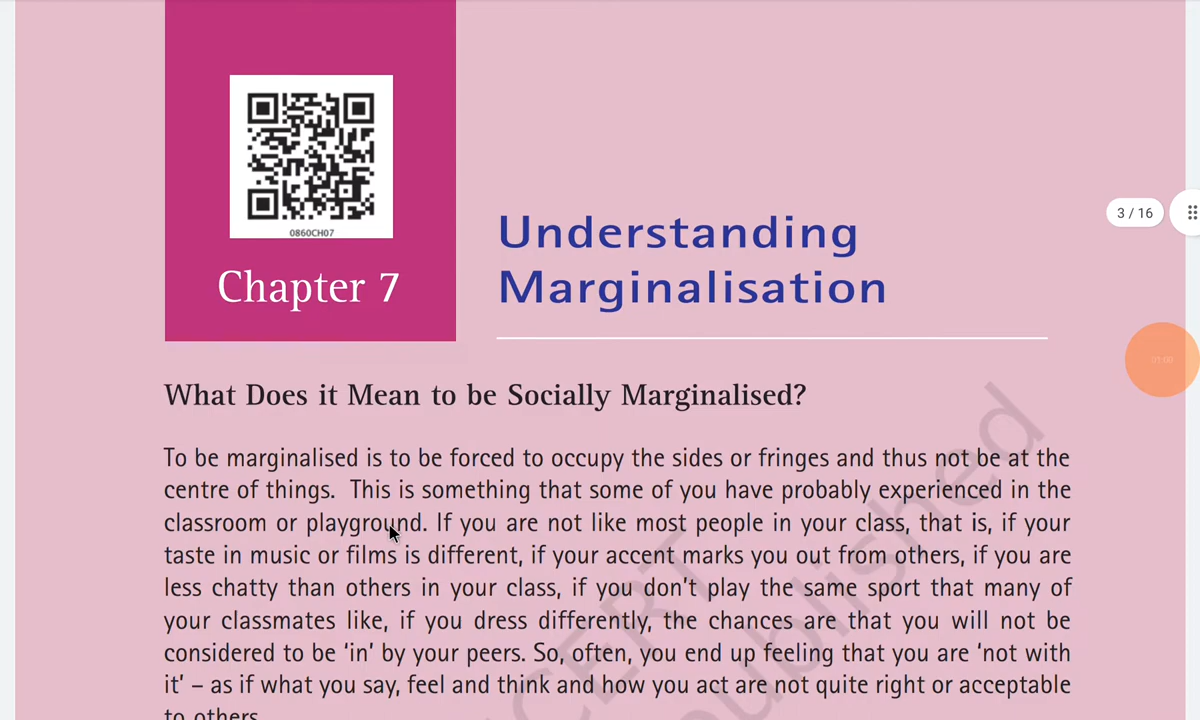 0860CH07
Chapter 7
Understanding
Marginalisation
3 / 16
What Does it Mean to be Socially Marginalised?
To be marginalised is to be forced to occupy the sides or fringes and thus not be at the
centre of things. This is something that some of you have probably experienced in the
classroom or playground. If you are not like most people in your class, that is, if your
taste in music or films is different, if your accent marks you out from others, if you are
less chatty than others in your class, if you don't play the same sport that many of
your classmates like, if you dress differently, the chances are that you will not be
considered to be 'in' by your peers. So, often, you end up feeling that you are 'not with
it' – as if what you say, feel and think and how you act are not quite right or acceptable
to others.